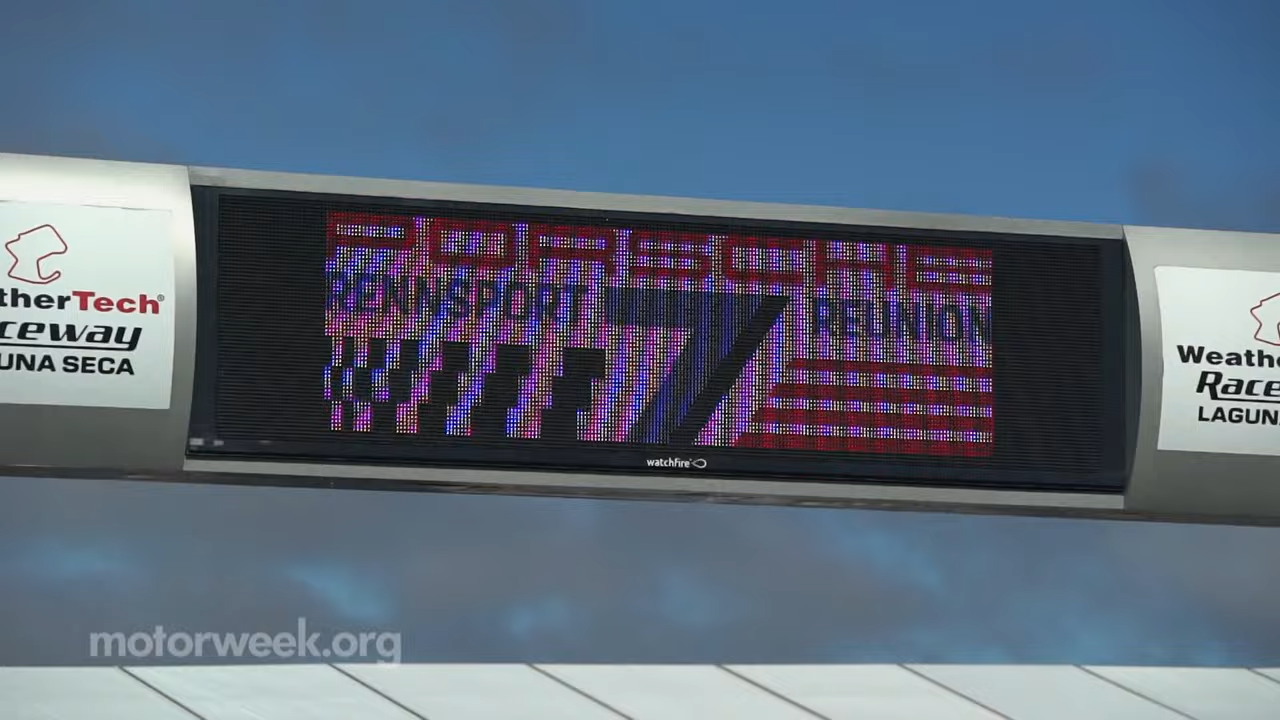 PORSCHE
RENNSPORT 7 REUNION
therTech®
ceway
UNA SECA
watchfire
Weathe
Race
LAGUN
motorweek.org